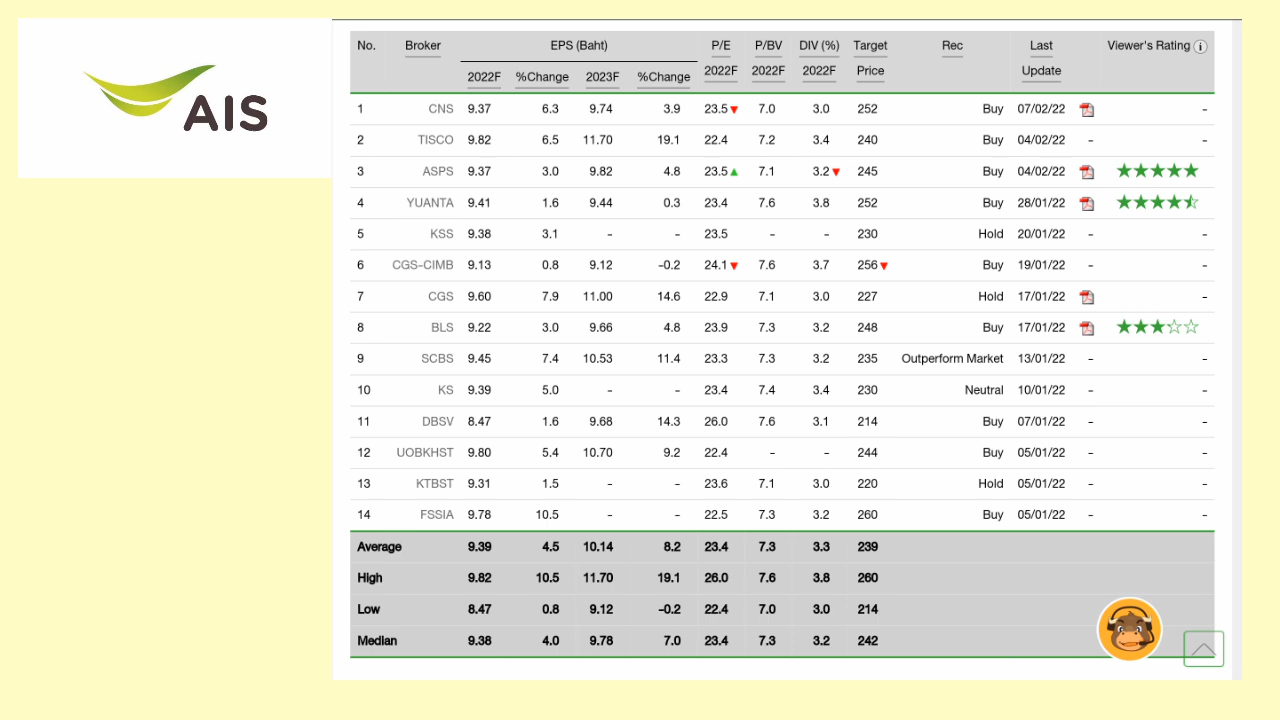 AIS
No. Broker EPS (Baht) P/E P/BV DIV (%) Target Rec Last Viewer's Rating i
2022F %Change 2023F %Change 2022F 2022F 2022F Price Update
1 CNS 9.37 6.3 9.74 3.9 23.5 7.0 3.0 252 Buy 07/02/22 -
2 TISCO 9.82 6.5 11.70 19.1 22.4 7.2 3.4 240 Buy 04/02/22 - -
3 ASPS 9.37 3.0 9.82 4.8 23.5 7.1 3.2 245 Buy 04/02/22
4 YUANTA 9.41 1.6 9.44 0.3 23.4 7.6 3.8 252 Buy 28/01/22
5 KSS 9.38 3.1 - - 23.5 - - 230 Hold 20/01/22 - -
6 CGS-CIMB 9.13 0.8 9.12 -0.2 24.1 7.6 3.7 256 Buy 19/01/22 - -
7 CGS 9.60 7.9 11.00 14.6 22.9 7.1 3.0 227 Hold 17/01/22 -
8 BLS 9.22 3.0 9.66 4.8 23.9 7.3 3.2 248 Buy 17/01/22
9 SCBS 9.45 7.4 10.53 11.4 23.3 7.3 3.2 235 Outperform Market 13/01/22 - -
10 KS 9.39 5.0 - - 23.4 7.4 3.4 230 Neutral 10/01/22 - -
11 DBSV 8.47 1.6 9.68 14.3 26.0 7.6 3.1 214 Buy 07/01/22 - -
12 UOBKHST 9.80 5.4 10.70 9.2 22.4 - - 244 Buy 05/01/22 - -
13 KTBST 9.31 1.5 - - 23.6 7.1 3.0 220 Hold 05/01/22 - -
14 FSSIA 9.78 10.5 - - 22.5 7.3 3.2 260 Buy 05/01/22 - -
Average 9.39 4.5 10.14 8.2 23.4 7.3 3.3 239
High 9.82 10.5 11.70 19.1 26.0 7.6 3.8 260
Low 8.47 0.8 9.12 -0.2 22.4 7.0 3.0 214
Median 9.38 4.0 9.78 7.0 23.4 7.3 3.2 242